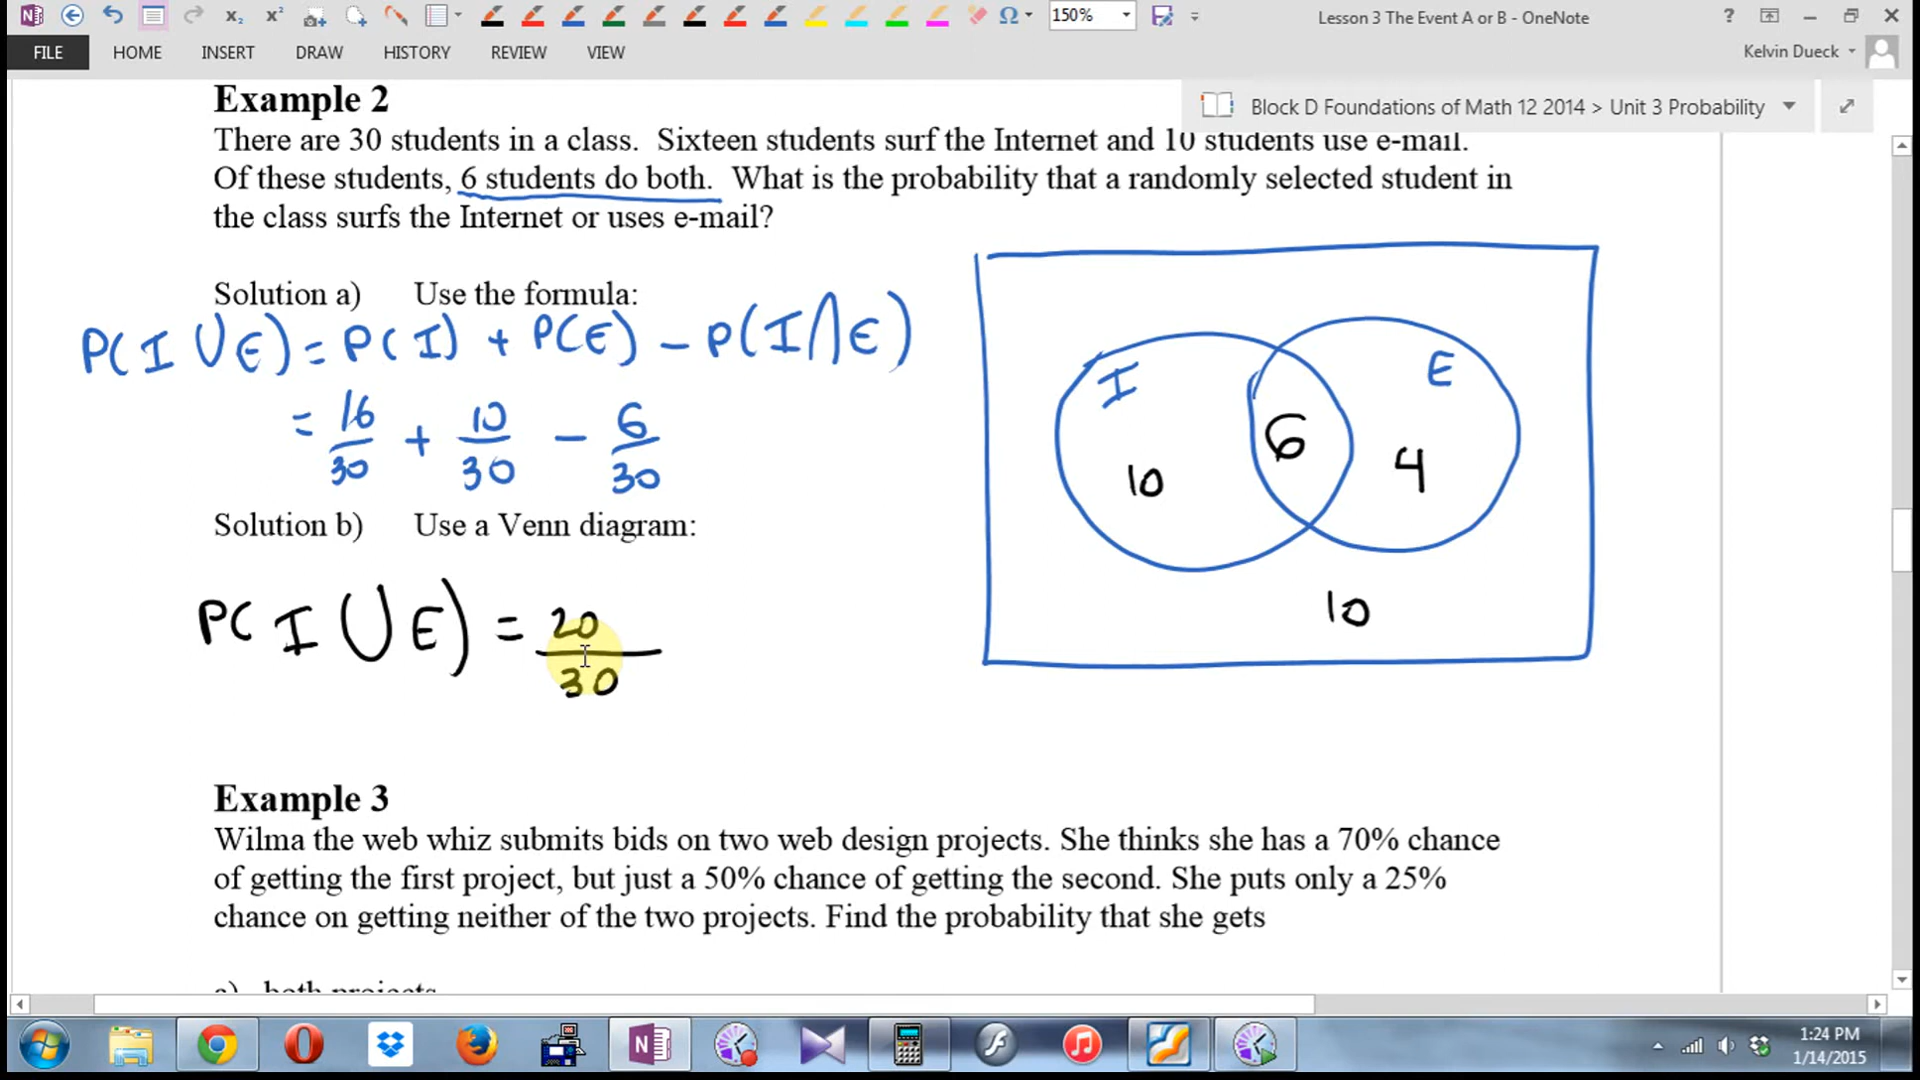 150%
Lesson 3 The Event A or B - OneNote
FILE HOME INSERT DRAW HISTORY REVIEW VIEW
Kelvin Dueck
Block D Foundations of Math 12 2014 > Unit 3 Probability
Example 2
There are 30 students in a class. Sixteen students surf the Internet and 10 students use e-mail.
Of these students, 6 students do both. What is the probability that a randomly selected student in
the class surfs the Internet or uses e-mail?
Solution a) Use the formula:
P(I ∪ E) = P(I) + P(E) - P(I ∩ E)
= 16/30 + 10/30 - 6/30
I E
6
10 4
10
Solution b) Use a Venn diagram:
P(I ∪ E) = 20/30
Example 3
Wilma the web whiz submits bids on two web design projects. She thinks she has a 70% chance
of getting the first project, but just a 50% chance of getting the second. She puts only a 25%
chance on getting neither of the two projects. Find the probability that she gets
a) both projects
1:24 PM
1/14/2015